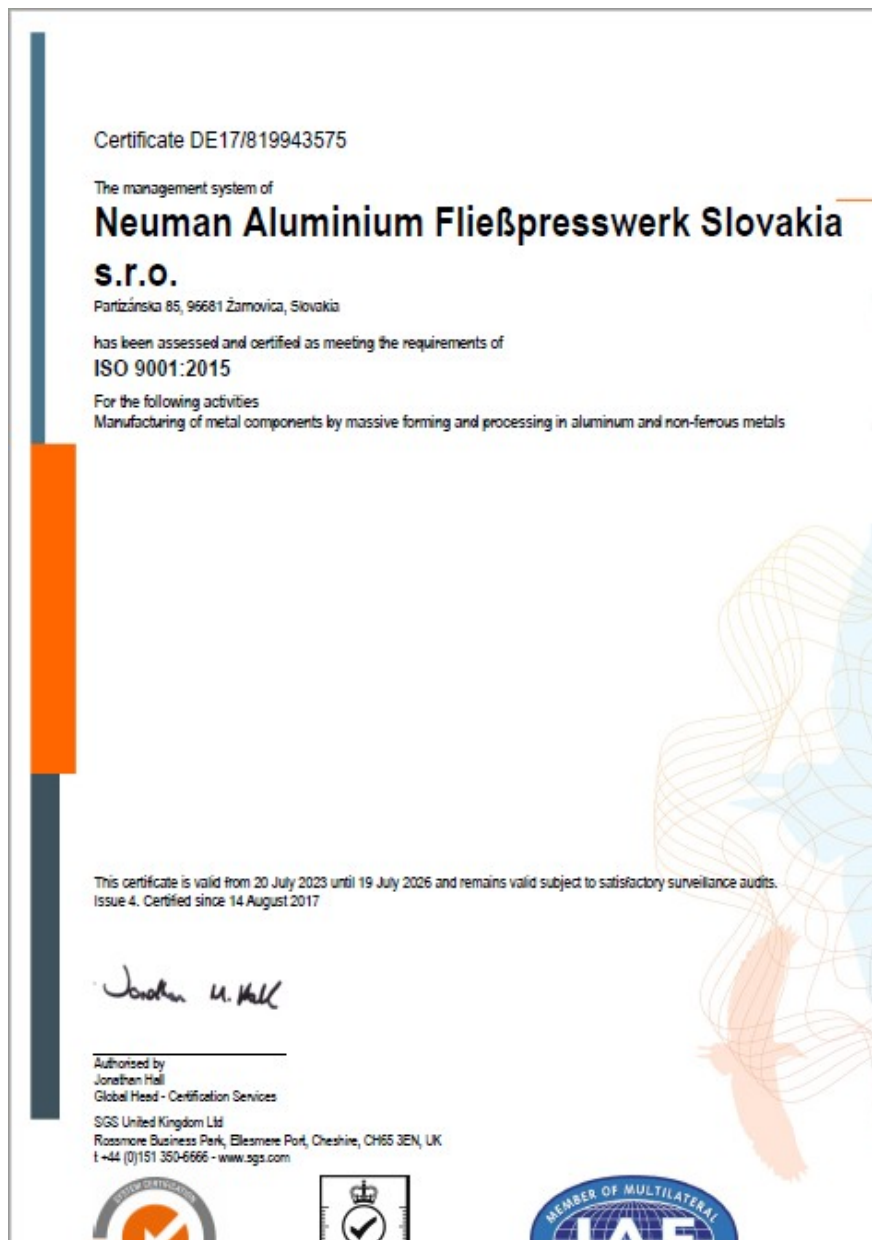 Certificate DE17/819943575
The management system of
Neuman Aluminium Fließpresswerk Slovakia
s.r.o.
Partizánska 85, 96681 Žarnovica, Slovakia
has been assessed and certified as meeting the requirements of
ISO 9001:2015
For the following activities
Manufacturing of metal components by massive forming and processing in aluminum and non-ferrous metals
This certificate is valid from 20 July 2023 until 19 July 2026 and remains valid subject to satisfactory surveillance audits.
Issue 4. Certified since 14 August 2017
Jonathan M. Hall
Authorised by
Jonathan Hall
Global Head - Certification Services
SGS United Kingdom Ltd
Rossmore Business Park, Ellesmere Port, Cheshire, CH65 3EN, UK
t +44 (0)151 350-6666 - www.sgs.com
SYSTEM CERTIFICATION
MEMBER OF MULTILATERAL
IAF